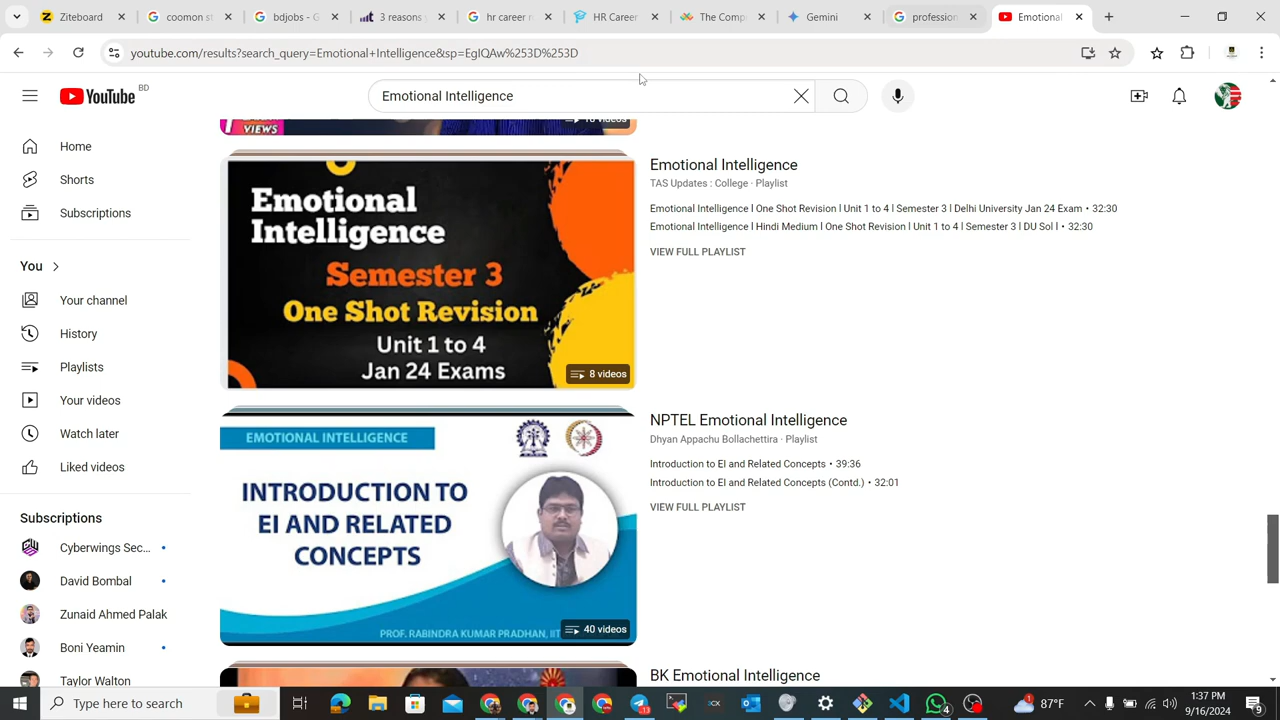 Ziteboard
coomon st
bdjobs
3 reasons
hr career r
HR Career
The Comp
Gemini
profession
Emotional
youtube.com/results?search_query=Emotional+Intelligence&sp=EgIQAw%253D%253D
YouTube BD
Emotional Intelligence
Home
Shorts
Subscriptions
You
Your channel
History
Playlists
Your videos
Watch later
Liked videos
Subscriptions
Cyberwings Sec...
David Bombal
Zunaid Ahmed Palak
Boni Yeamin
Taylor Walton
VIEWS
Emotional
Intelligence
Semester 3
One Shot Revision
Unit 1 to 4
Jan 24 Exams
8 videos
Emotional Intelligence
TAS Updates : College · Playlist
Emotional Intelligence l One Shot Revision l Unit 1 to 4 l Semester 3 l Delhi University Jan 24 Exam • 32:30
Emotional Intelligence l Hindi Medium l One Shot Revision l Unit 1 to 4 l Semester 3 l DU Sol l • 32:30
VIEW FULL PLAYLIST
EMOTIONAL INTELLIGENCE
INTRODUCTION TO
EI AND RELATED
CONCEPTS
PROF. RABINDRA KUMAR PRADHAN, IIT
40 videos
NPTEL Emotional Intelligence
Dhyan Appachu Bollachettira · Playlist
Introduction to EI and Related Concepts • 39:36
Introduction to EI and Related Concepts (Contd.) • 32:01
VIEW FULL PLAYLIST
BK Emotional Intelligence
Type here to search
13
4
1
87°F
1:37 PM
9/16/2024
9